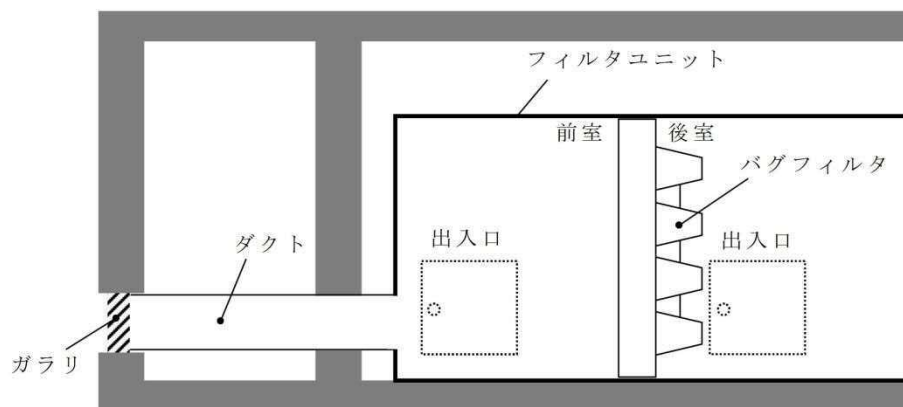 フィルタユニット
前室
後室
バグフィルタ
ダクト
出入口
出入口
ガラリ